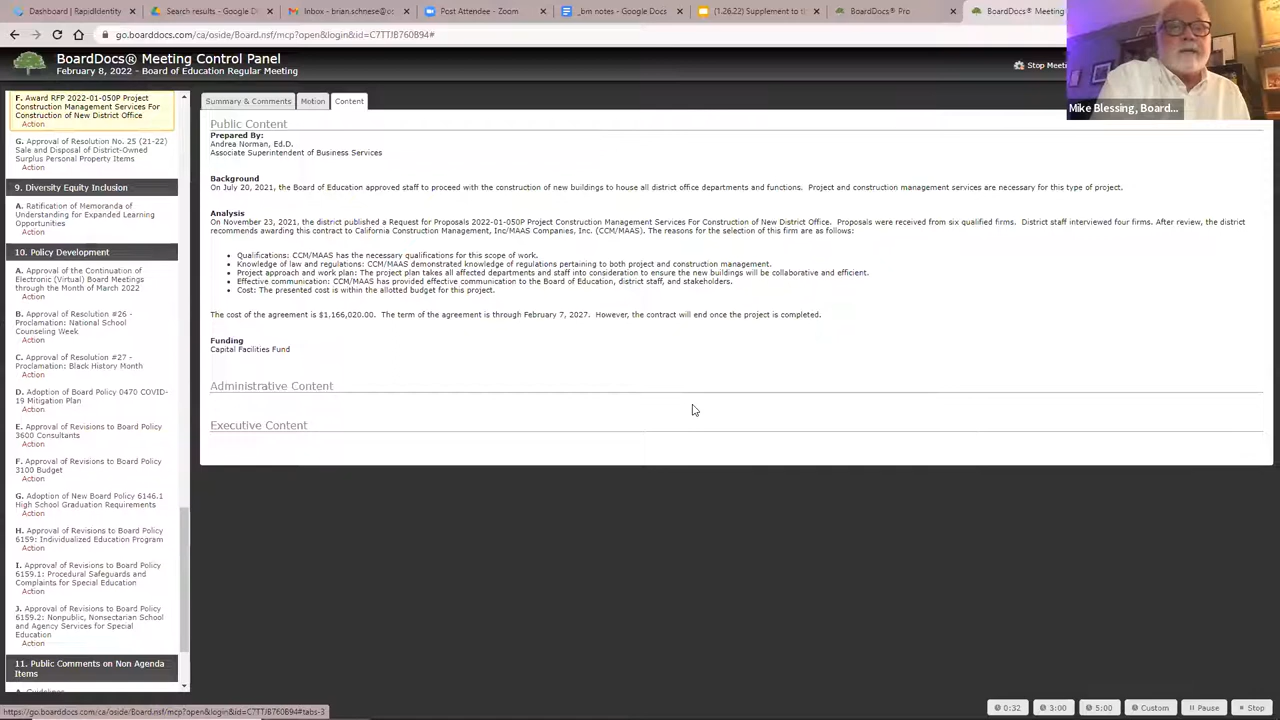 Dashboard | RapidIdentity
Search results - Google Drive
Inbox - brian.schnese@oc
Post Attendee - Zoom
_bm notes - Google Docs
(1.26.22) Supplement to the
BoardDocs® Pro
BoardDocs® Meeting
go.boarddocs.com/ca/oside/Board.nsf/mcp?open&login&id=C7TTJB760B94#
BoardDocs® Meeting Control Panel
February 8, 2022 - Board of Education Regular Meeting
Stop Meeti
Mike Blessing, Board...
F. Award RFP 2022-01-050P Project
Construction Management Services For
Construction of New District Office
Action
G. Approval of Resolution No. 25 (21-22)
Sale and Disposal of District-Owned
Surplus Personal Property Items
Action
9. Diversity Equity Inclusion
A. Ratification of Memoranda of
Understanding for Expanded Learning
Opportunities
Action
10. Policy Development
A. Approval of the Continuation of
Electronic (Virtual) Board Meetings
through the Month of March 2022
Action
B. Approval of Resolution #26 -
Proclamation: National School
Counseling Week
Action
C. Approval of Resolution #27 -
Proclamation: Black History Month
Action
D. Adoption of Board Policy 0470 COVID-
19 Mitigation Plan
Action
E. Approval of Revisions to Board Policy
3600 Consultants
Action
F. Approval of Revisions to Board Policy
3100 Budget
Action
G. Adoption of New Board Policy 6146.1
High School Graduation Requirements
Action
H. Approval of Revisions to Board Policy
6159: Individualized Education Program
Action
I. Approval of Revisions to Board Policy
6159.1: Procedural Safeguards and
Complaints for Special Education
Action
J. Approval of Revisions to Board Policy
6159.2: Nonpublic, Nonsectarian School
and Agency Services for Special
Education
Action
11. Public Comments on Non Agenda
Items
A. Guidelines
Summary & Comments
Motion
Content
Public Content
Prepared By:
Andrea Norman, Ed.D.
Associate Superintendent of Business Services
Background
On July 20, 2021, the Board of Education approved staff to proceed with the construction of new buildings to house all district office departments and functions. Project and construction management services are necessary for this type of project.
Analysis
On November 23, 2021, the district published a Request for Proposals 2022-01-050P Project Construction Management Services For Construction of New District Office. Proposals were received from six qualified firms. District staff interviewed four firms. After review, the district
recommends awarding this contract to California Construction Management, Inc/MAAS Companies, Inc. (CCM/MAAS). The reasons for the selection of this firm are as follows:
• Qualifications: CCM/MAAS has the necessary qualifications for this scope of work.
• Knowledge of law and regulations: CCM/MAAS demonstrated knowledge of regulations pertaining to both project and construction management.
• Project approach and work plan: The project plan takes all affected departments and staff into consideration to ensure the new buildings will be collaborative and efficient.
• Effective communication: CCM/MAAS has provided effective communication to the Board of Education, district staff, and stakeholders.
• Cost: The presented cost is within the allotted budget for this project.
The cost of the agreement is $1,166,020.00. The term of the agreement is through February 7, 2027. However, the contract will end once the project is completed.
Funding
Capital Facilities Fund
Administrative Content
Executive Content
https://go.boarddocs.com/ca/oside/Board.nsf/mcp?open&login&id=C7TTJB760B94#tabs-3
0:32
3:00
5:00
Custom
Pause
Stop